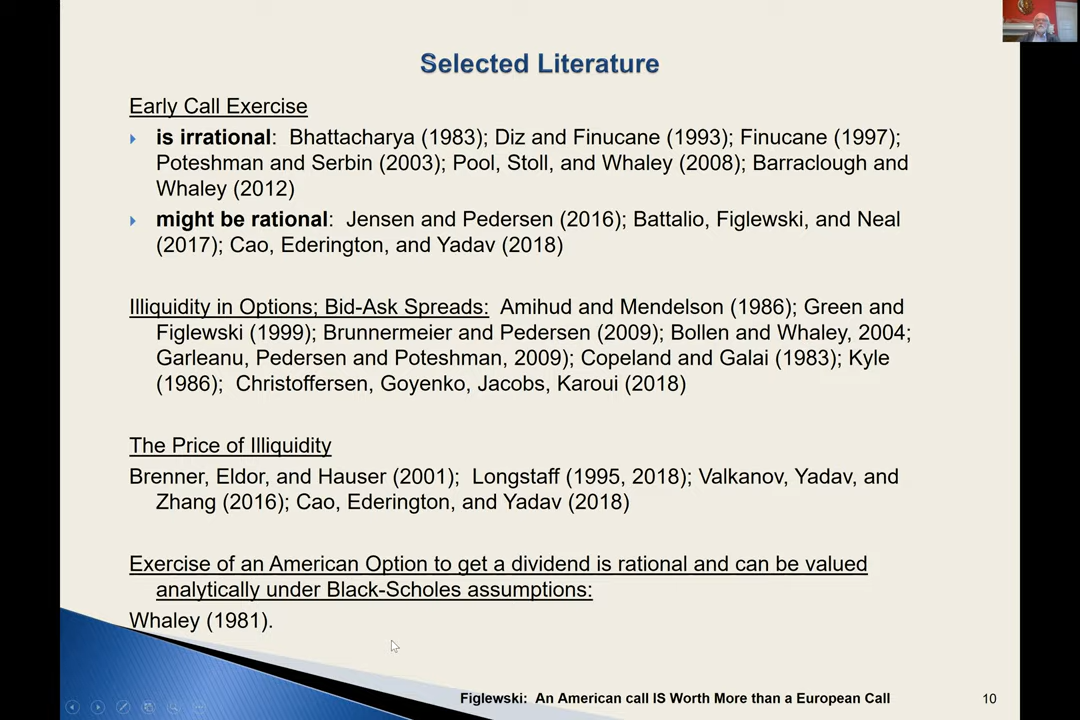 Selected Literature
Early Call Exercise
is irrational: Bhattacharya (1983); Diz and Finucane (1993); Finucane (1997);
Poteshman and Serbin (2003); Pool, Stoll, and Whaley (2008); Barraclough and
Whaley (2012)
might be rational: Jensen and Pedersen (2016); Battalio, Figlewski, and Neal
(2017); Cao, Ederington, and Yadav (2018)
Illiquidity in Options; Bid-Ask Spreads: Amihud and Mendelson (1986); Green and
Figlewski (1999); Brunnermeier and Pedersen (2009); Bollen and Whaley, 2004;
Garleanu, Pedersen and Poteshman, 2009); Copeland and Galai (1983); Kyle
(1986); Christoffersen, Goyenko, Jacobs, Karoui (2018)
The Price of Illiquidity
Brenner, Eldor, and Hauser (2001); Longstaff (1995, 2018); Valkanov, Yadav, and
Zhang (2016); Cao, Ederington, and Yadav (2018)
Exercise of an American Option to get a dividend is rational and can be valued
analytically under Black-Scholes assumptions:
Whaley (1981).
Figlewski: An American call IS Worth More than a European Call
10